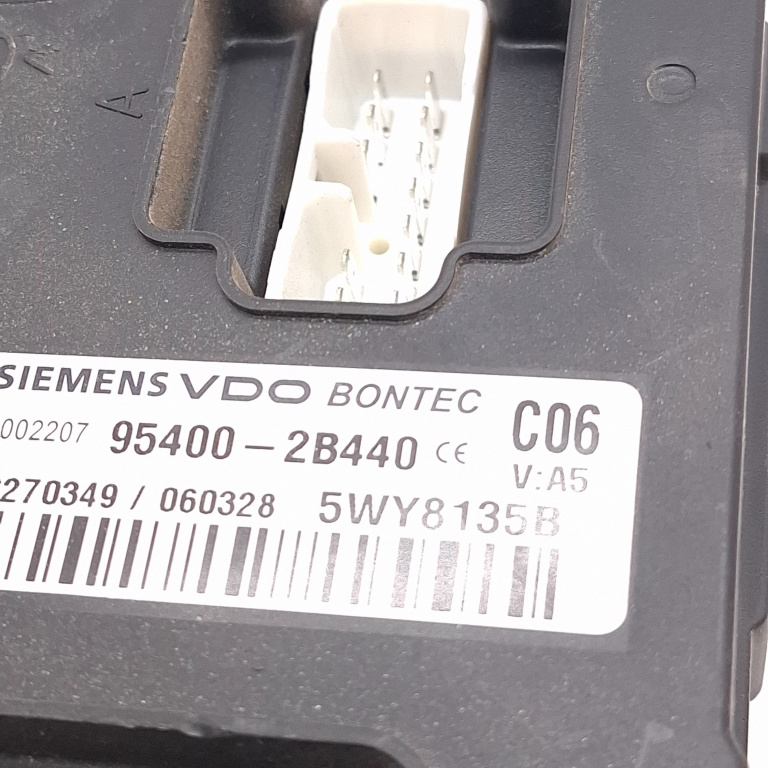 A
SIEMENS VDO BONTEC
002207 95400-2B440 CE C06
V:A5
270349 / 060328 5WY8135B